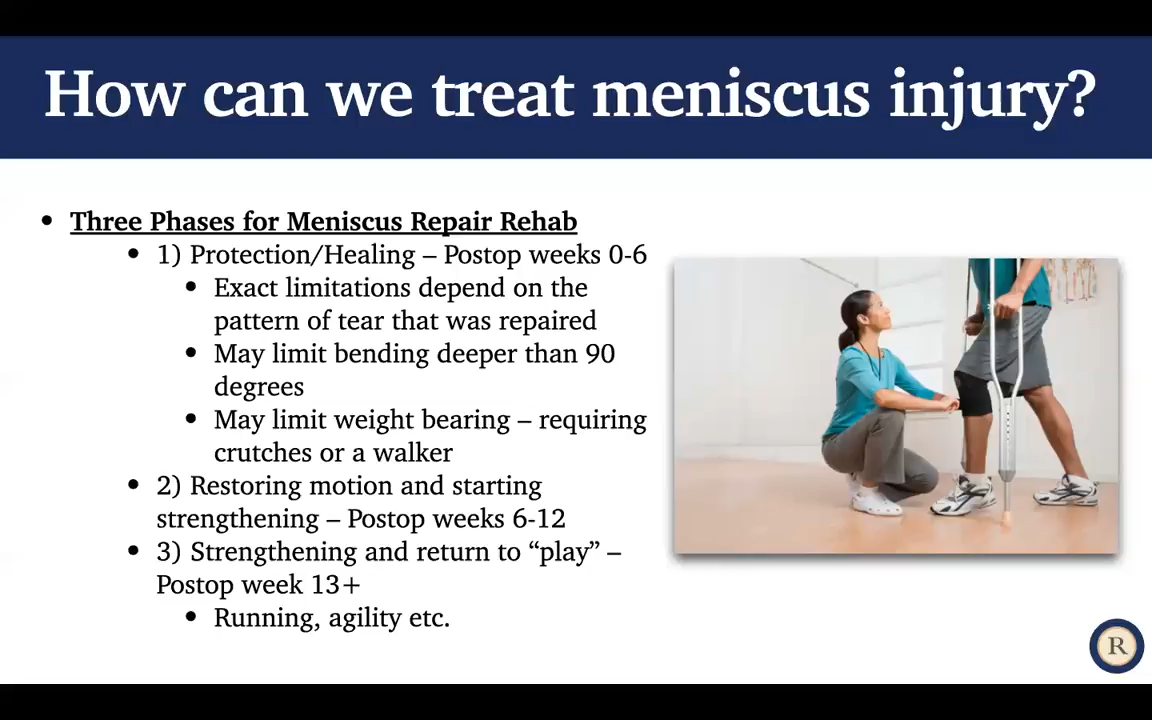 How can we treat meniscus injury?
• Three Phases for Meniscus Repair Rehab
• 1) Protection/Healing – Postop weeks 0-6
• Exact limitations depend on the
pattern of tear that was repaired
• May limit bending deeper than 90
degrees
• May limit weight bearing – requiring
crutches or a walker
• 2) Restoring motion and starting
strengthening – Postop weeks 6-12
• 3) Strengthening and return to “play” –
Postop week 13+
• Running, agility etc.
R